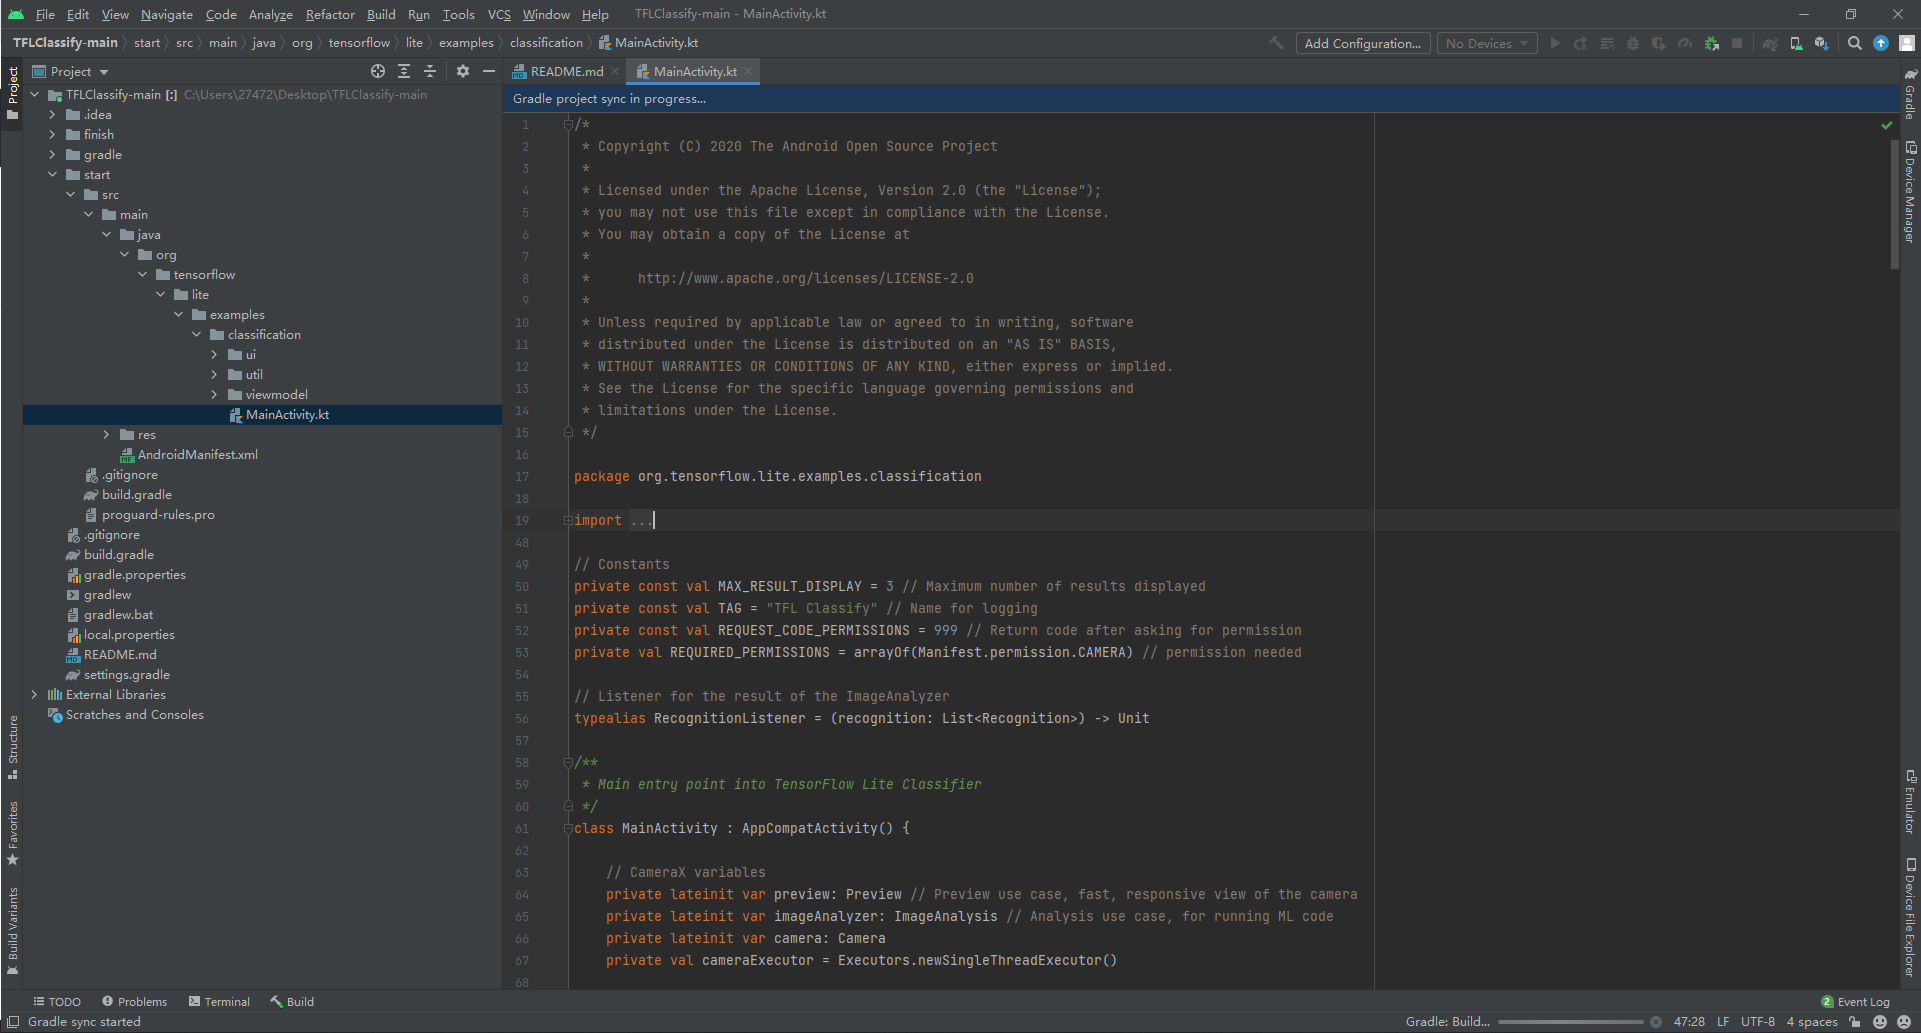 File Edit View Navigate Code Analyze Refactor Build Run Tools VCS Window Help TFLClassify-main - MainActivity.kt
TFLClassify-main start src main java org tensorflow lite examples classification MainActivity.kt Add Configuration... No Devices
Project
README.md MainActivity.kt
Gradle project sync in progress...
Project
Structure
Favorites
Build Variants
TFLClassify-main [:] C:\Users\27472\Desktop\TFLClassify-main
.idea
finish
gradle
start
src
main
java
org
tensorflow
lite
examples
classification
ui
util
viewmodel
MainActivity.kt
res
AndroidManifest.xml
.gitignore
build.gradle
proguard-rules.pro
.gitignore
build.gradle
gradle.properties
gradlew
gradlew.bat
local.properties
README.md
settings.gradle
External Libraries
Scratches and Consoles
1 /*
2 * Copyright (C) 2020 The Android Open Source Project
3 *
4 * Licensed under the Apache License, Version 2.0 (the "License");
5 * you may not use this file except in compliance with the License.
6 * You may obtain a copy of the License at
7 *
8 * http://www.apache.org/licenses/LICENSE-2.0
9 *
10 * Unless required by applicable law or agreed to in writing, software
11 * distributed under the License is distributed on an "AS IS" BASIS,
12 * WITHOUT WARRANTIES OR CONDITIONS OF ANY KIND, either express or implied.
13 * See the License for the specific language governing permissions and
14 * limitations under the License.
15 */
16
17 package org.tensorflow.lite.examples.classification
18
19 import ...
48
49 // Constants
50 private const val MAX_RESULT_DISPLAY = 3 // Maximum number of results displayed
51 private const val TAG = "TFL Classify" // Name for logging
52 private const val REQUEST_CODE_PERMISSIONS = 999 // Return code after asking for permission
53 private val REQUIRED_PERMISSIONS = arrayOf(Manifest.permission.CAMERA) // permission needed
54
55 // Listener for the result of the ImageAnalyzer
56 typealias RecognitionListener = (recognition: List<Recognition>) -> Unit
57
58 /**
59 * Main entry point into TensorFlow Lite Classifier
60 */
61 class MainActivity : AppCompatActivity() {
62
63 // CameraX variables
64 private lateinit var preview: Preview // Preview use case, fast, responsive view of the camera
65 private lateinit var imageAnalyzer: ImageAnalysis // Analysis use case, for running ML code
66 private lateinit var camera: Camera
67 private val cameraExecutor = Executors.newSingleThreadExecutor()
68
Gradle
Device Manager
Emulator
Device File Explorer
TODO Problems Terminal Build 2 Event Log
Gradle sync started Gradle: Build... 47:28 LF UTF-8 4 spaces